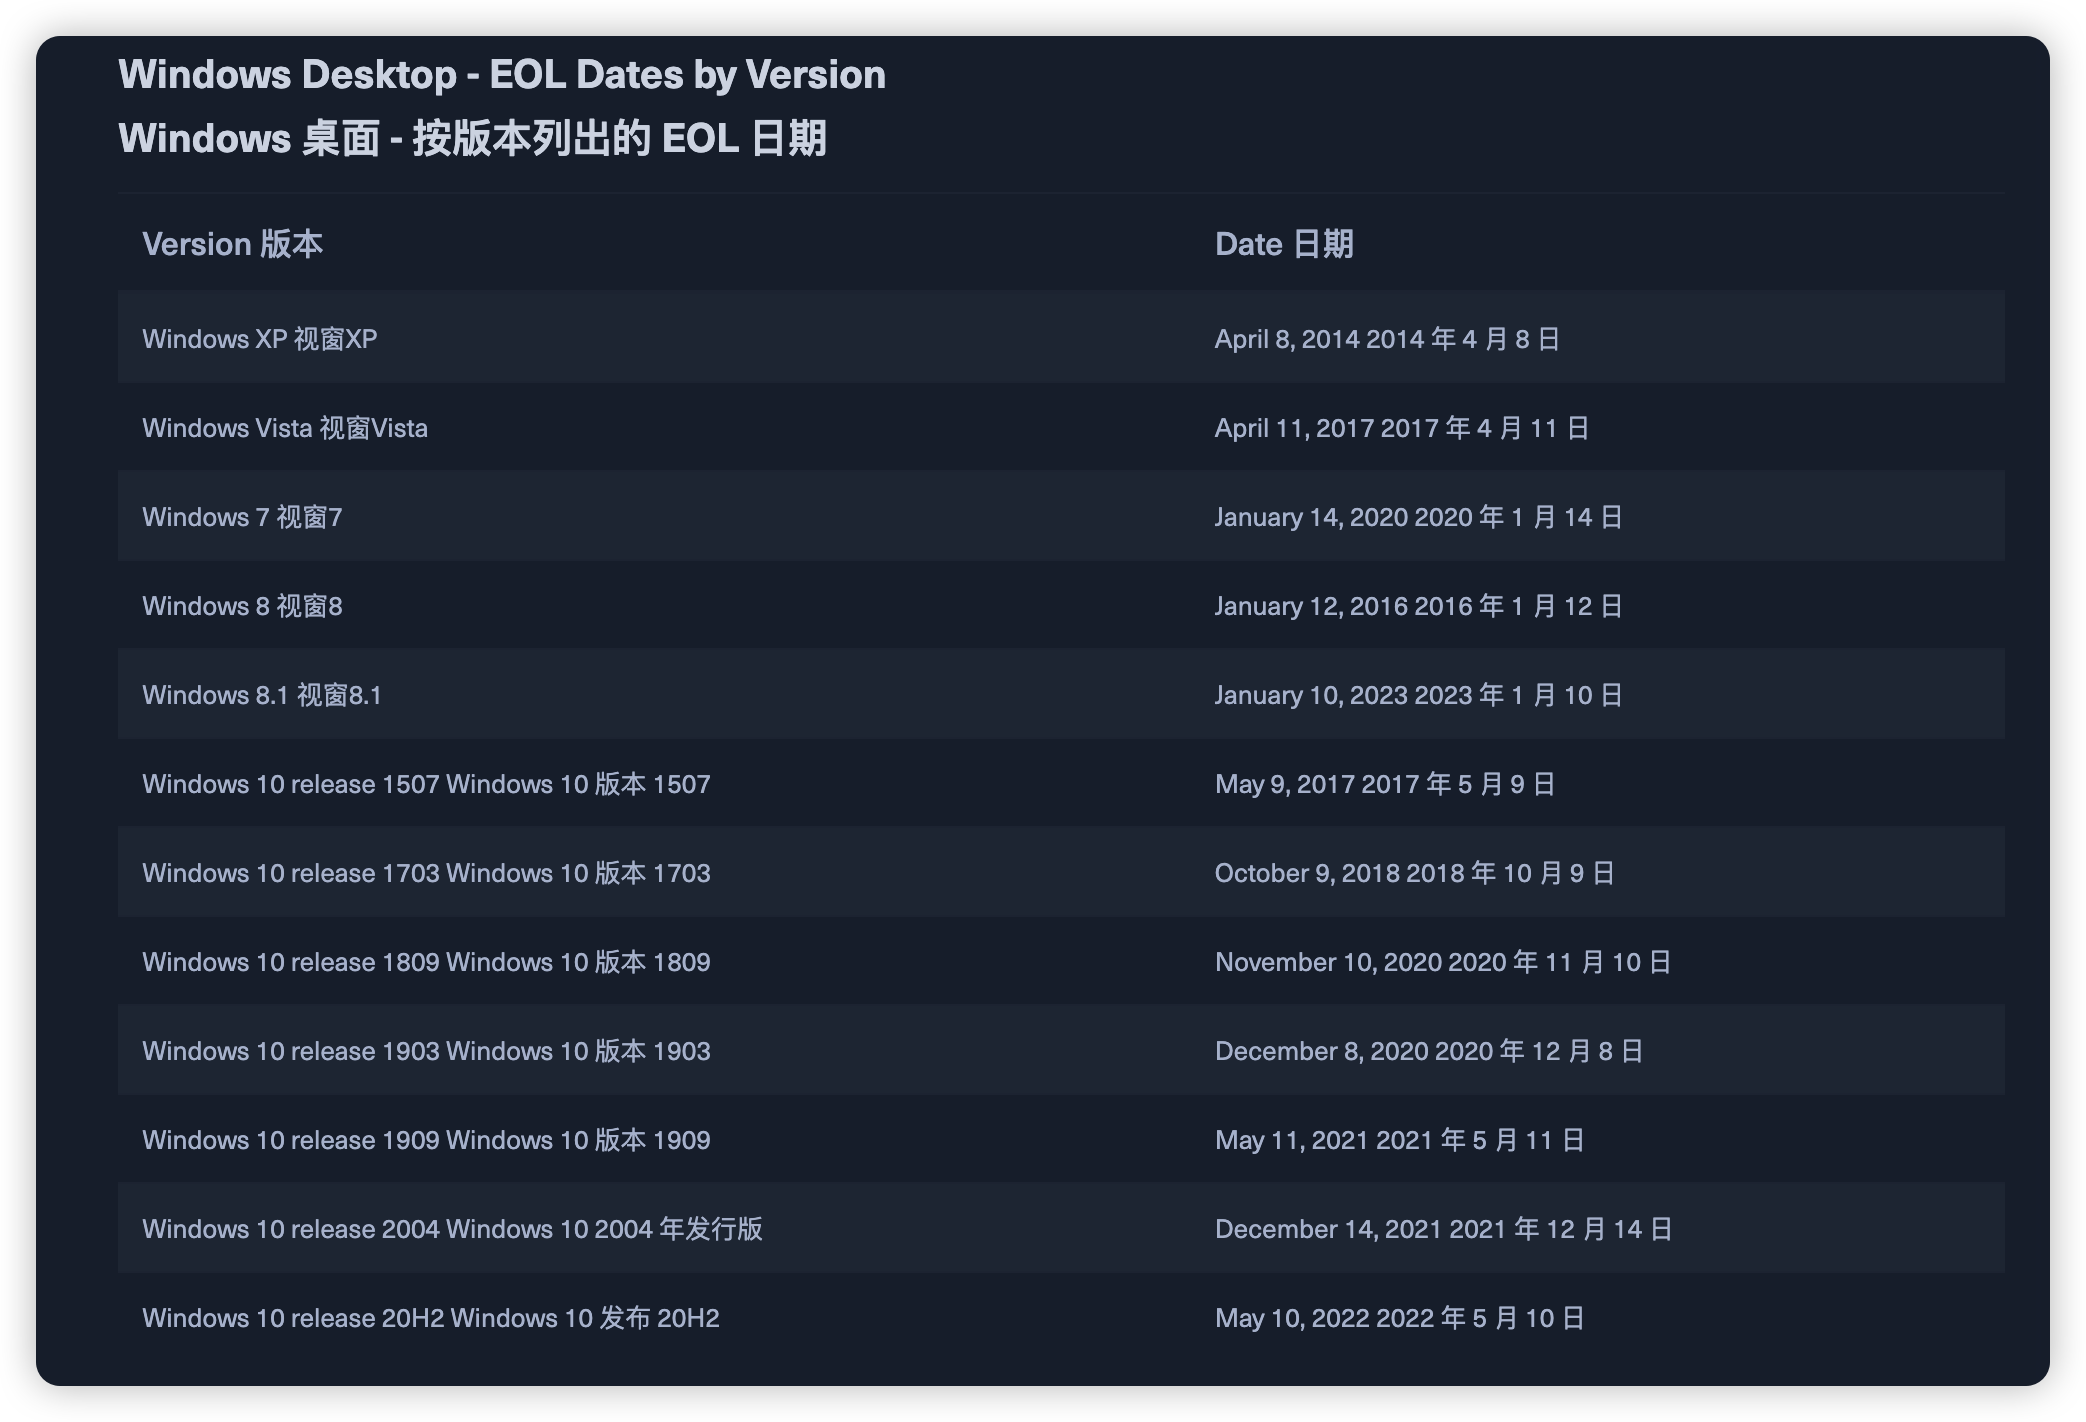 Windows Desktop - EOL Dates by Version
Windows 桌面 - 按版本列出的 EOL 日期
Version 版本 Date 日期
Windows XP 视窗XP April 8, 2014 2014 年 4 月 8 日
Windows Vista 视窗Vista April 11, 2017 2017 年 4 月 11 日
Windows 7 视窗7 January 14, 2020 2020 年 1 月 14 日
Windows 8 视窗8 January 12, 2016 2016 年 1 月 12 日
Windows 8.1 视窗8.1 January 10, 2023 2023 年 1 月 10 日
Windows 10 release 1507 Windows 10 版本 1507 May 9, 2017 2017 年 5 月 9 日
Windows 10 release 1703 Windows 10 版本 1703 October 9, 2018 2018 年 10 月 9 日
Windows 10 release 1809 Windows 10 版本 1809 November 10, 2020 2020 年 11 月 10 日
Windows 10 release 1903 Windows 10 版本 1903 December 8, 2020 2020 年 12 月 8 日
Windows 10 release 1909 Windows 10 版本 1909 May 11, 2021 2021 年 5 月 11 日
Windows 10 release 2004 Windows 10 2004 年发行版 December 14, 2021 2021 年 12 月 14 日
Windows 10 release 20H2 Windows 10 发布 20H2 May 10, 2022 2022 年 5 月 10 日